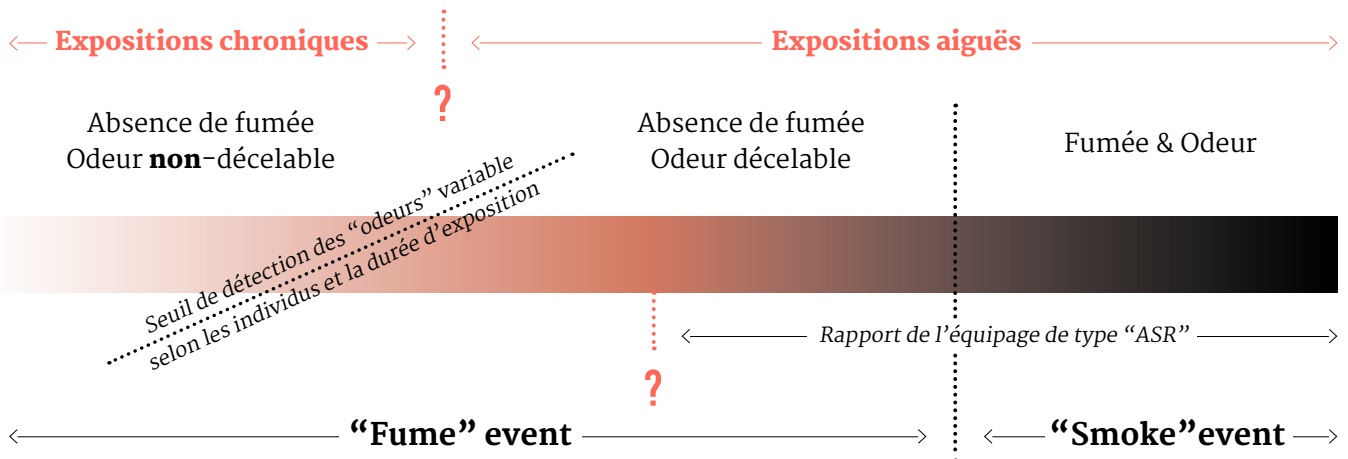 Expositions chroniques
Expositions aiguës
?
Absence de fumée
Odeur non-décelable
Absence de fumée
Odeur décelable
Fumée & Odeur
Seuil de détection des “odeurs” variable
selon les individus et la durée d’exposition
Rapport de l’équipage de type “ASR”
?
“Fume” event
“Smoke”event